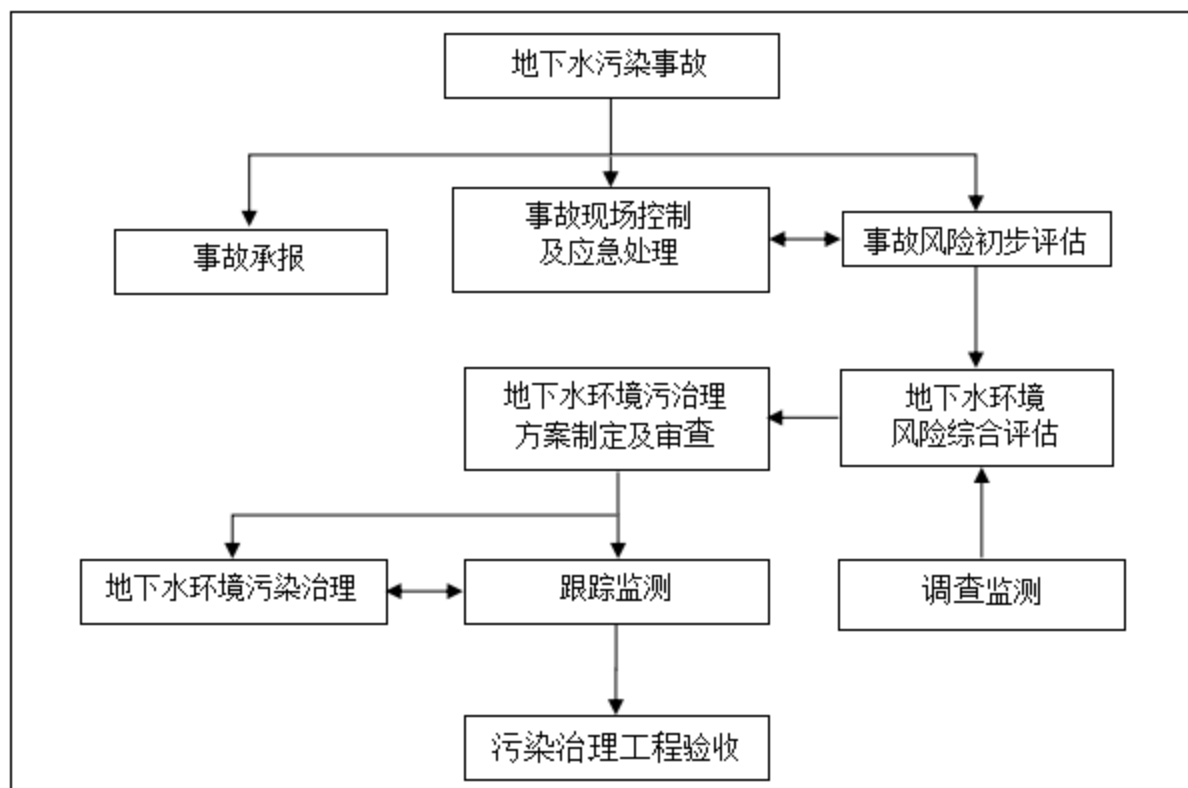 地下水污染事故
事故现场控制
及应急处理
事故承报
事故风险初步评估
地下水环境污治理
方案制定及审查
地下水环境
风险综合评估
地下水环境污染治理
跟踪监测
调查监测
污染治理工程验收